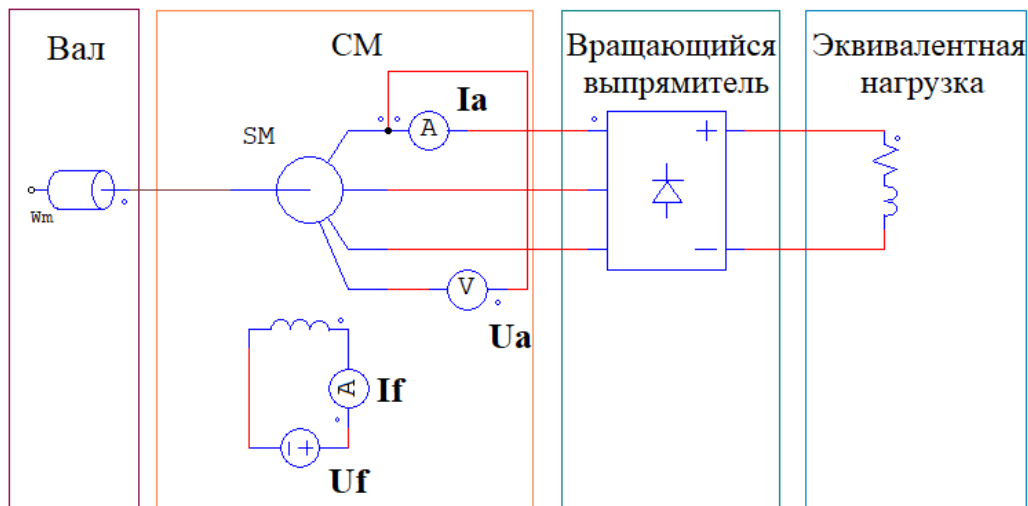 Вал
СМ
Вращающийся
выпрямитель
Эквивалентная
нагрузка
Ia
SM
A
Wm
V
Ua
A
If
Uf